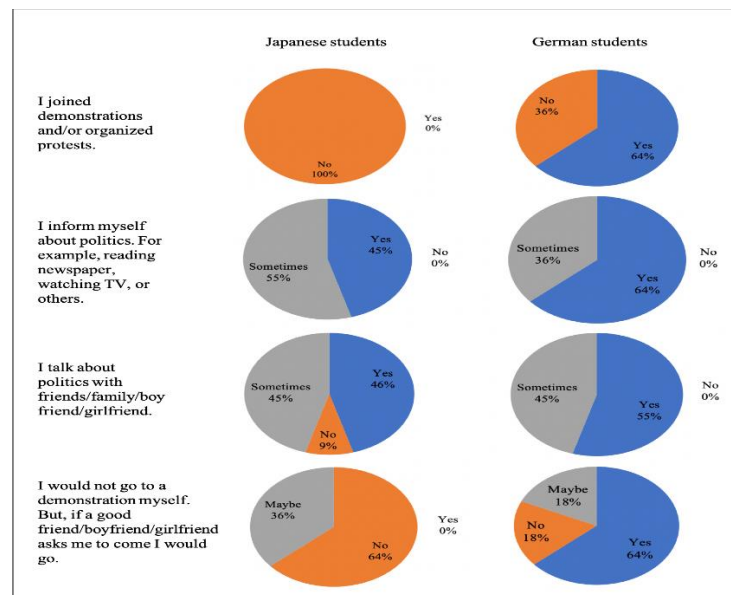 Japanese students
German students
I joined
demonstrations
and/or organized
protests.
No
100%
Yes
0%
No
36%
Yes
64%
I inform myself
about politics. For
example, reading
newspaper,
watching TV, or
others.
Sometimes
55%
Yes
45%
No
0%
Sometimes
36%
Yes
64%
No
0%
I talk about
politics with
friends/family/boy
friend/girlfriend.
Sometimes
45%
Yes
46%
No
9%
Sometimes
45%
Yes
55%
No
0%
I would not go to a
demonstration myself.
But, if a good
friend/boyfriend/girlfriend
asks me to come I would
go.
Maybe
36%
No
64%
Yes
0%
Maybe
18%
No
18%
Yes
64%